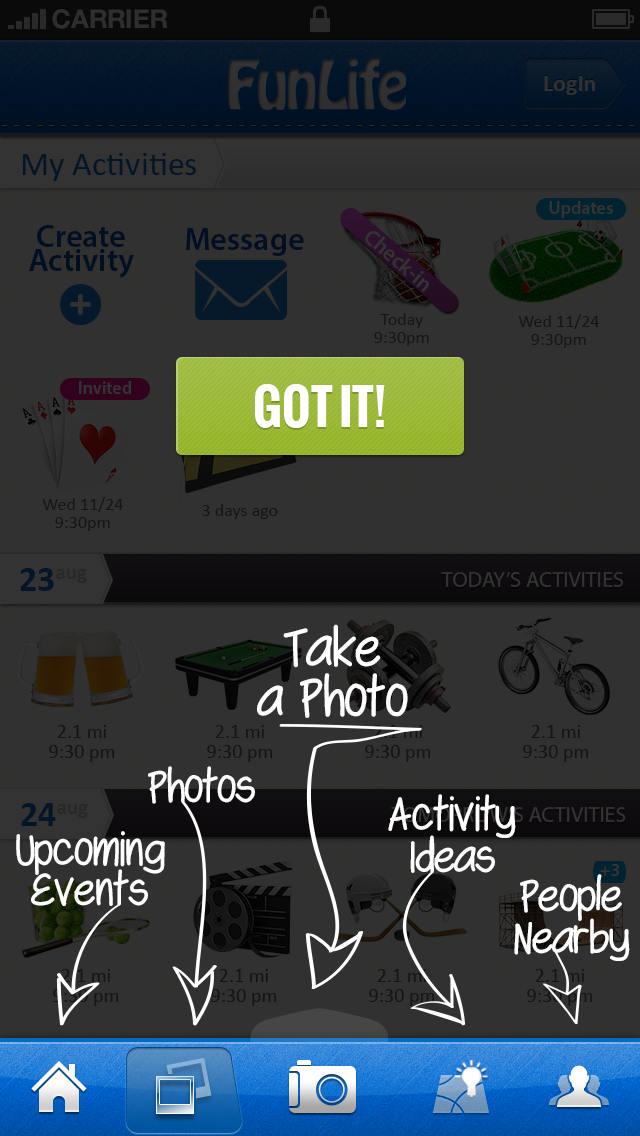 CARRIER
FunLife
LogIn
My Activities
Create
Activity
Message
Check-in
Today
9:30pm
Updates
Wed 11/24
9:30pm
Invited
Wed 11/24
9:30pm
GOT IT!
3 days ago
23 aug
TODAY'S ACTIVITIES
Take
a Photo
2.1 mi
9:30 pm
2.1 mi
9:30 pm
9:30 pm
2.1 mi
9:30 pm
Photos
24 aug
TOMORROW'S ACTIVITIES
Activity
Ideas
Upcoming
Events
+3
People
Nearby
2.1 mi
9:30 pm
2.1 mi
9:30 pm
2.1 mi
9:30 pm
2.1 mi
9:30 pm